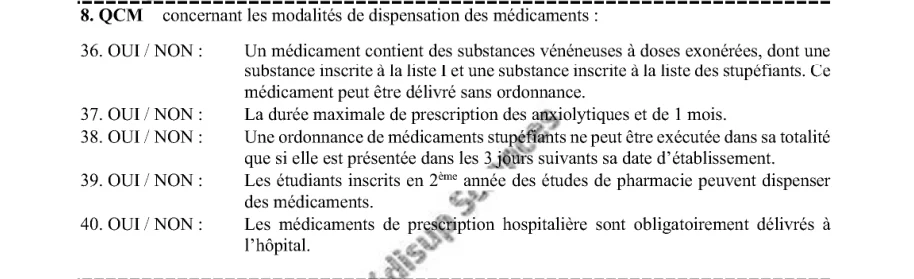 8. QCM concernant les modalités de dispensation des médicaments :
36. OUI / NON : Un médicament contient des substances vénéneuses à doses exonérées, dont une
substance inscrite à la liste I et une substance inscrite à la liste des stupéfiants. Ce
médicament peut être délivré sans ordonnance.
37. OUI / NON : La durée maximale de prescription des anxiolytiques et de 1 mois.
38. OUI / NON : Une ordonnance de médicaments stupéfiants ne peut être exécutée dans sa totalité
que si elle est présentée dans les 3 jours suivants sa date d’établissement.
39. OUI / NON : Les étudiants inscrits en 2ème année des études de pharmacie peuvent dispenser
des médicaments.
40. OUI / NON : Les médicaments de prescription hospitalière sont obligatoirement délivrés à
l’hôpital.
disup Sciences